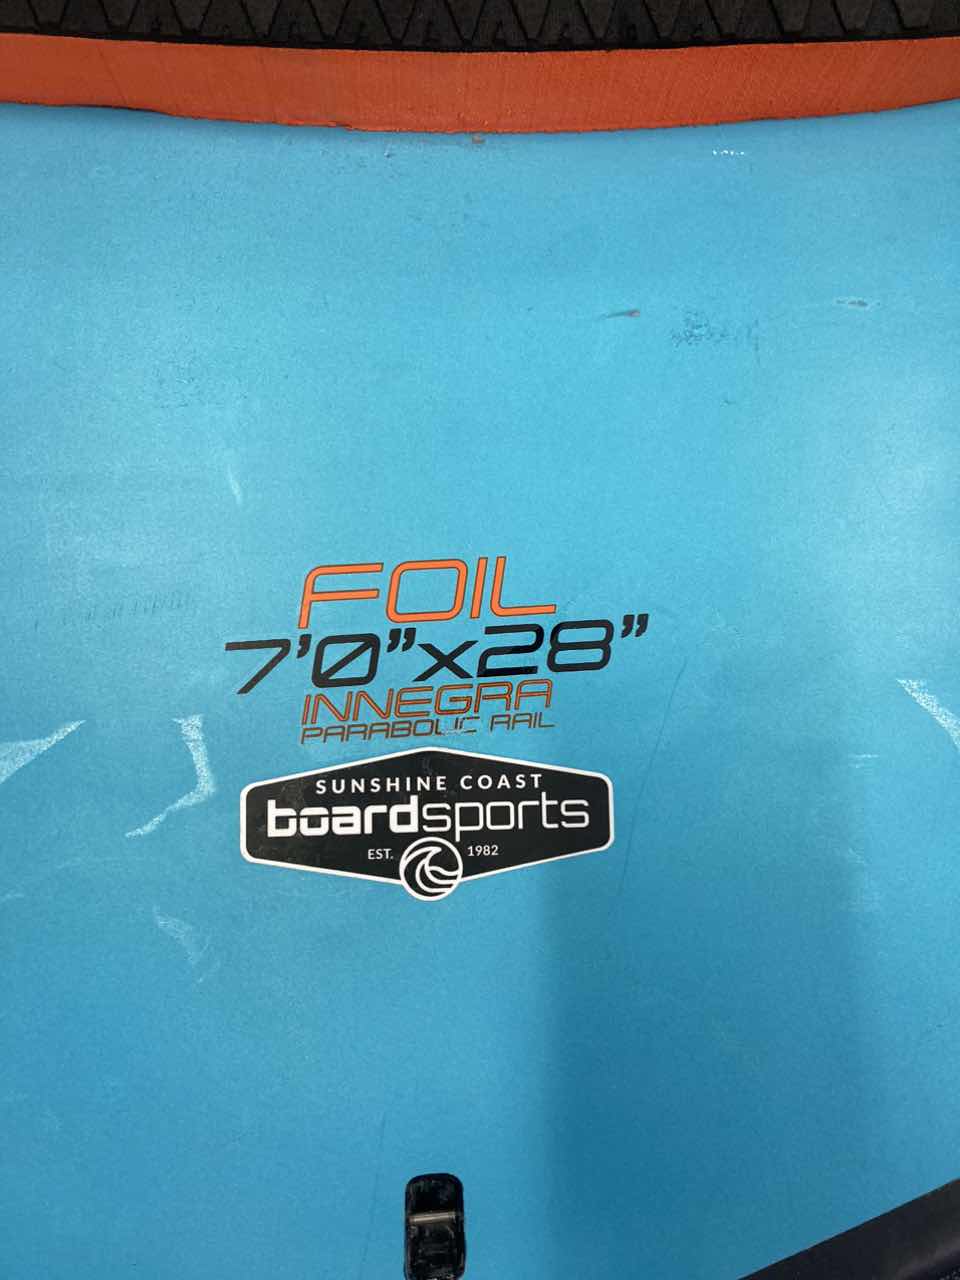 FOIL
7'0"x28"
INNEGRA
PARABOLIC RAIL
SUNSHINE COAST
boardsports
EST. 1982